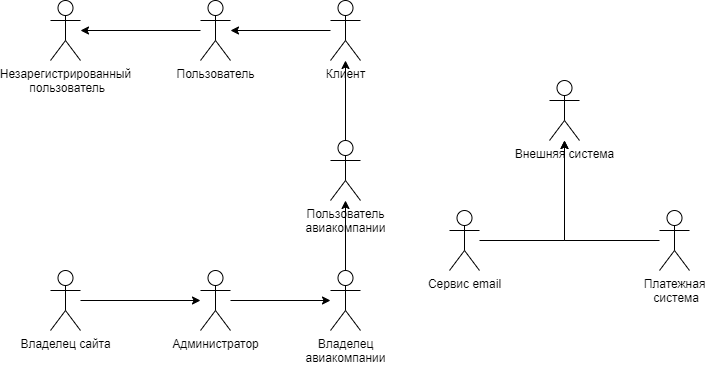 Незарегистрированный
пользователь
Пользователь
Клиент
Внешняя система
Пользователь
авиакомпании
Сервис email
Платежная
система
Владелец сайта
Администратор
Владелец
авиакомпании